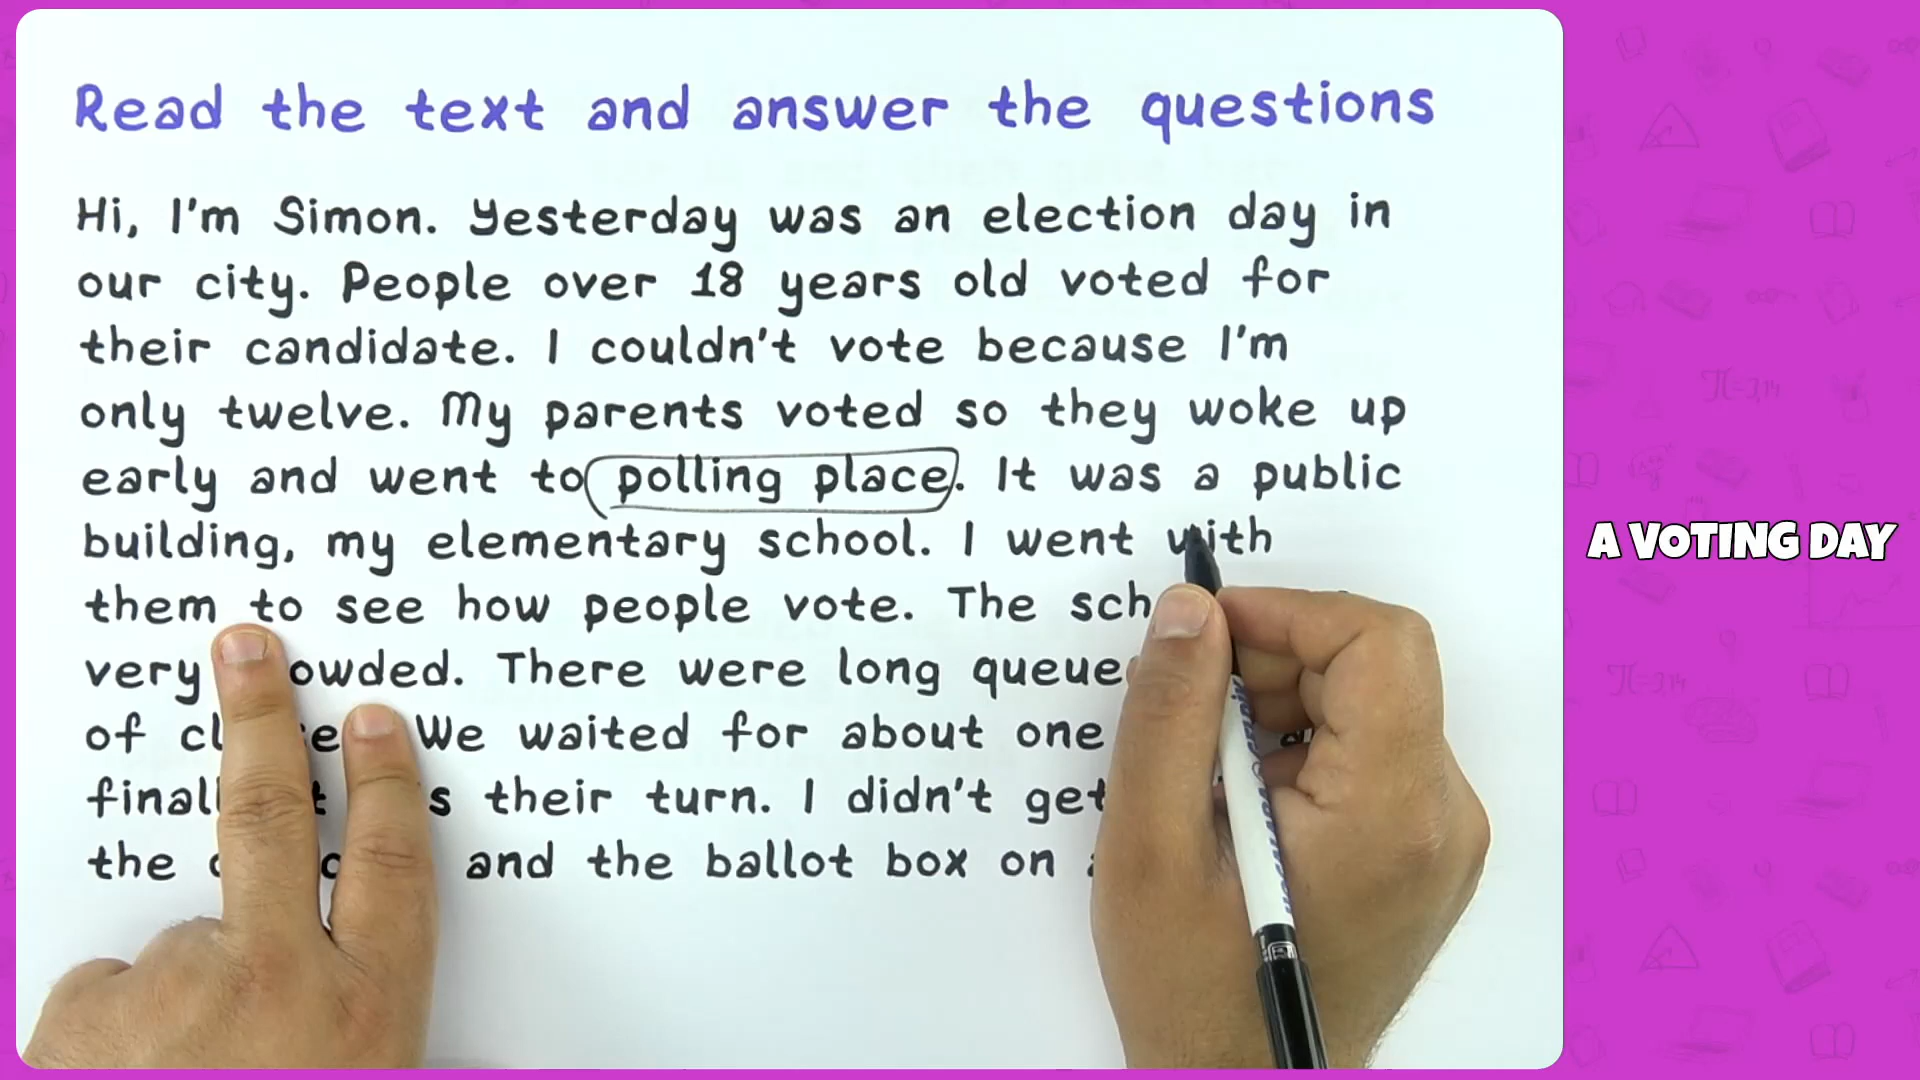 Read the text and answer the questions
Hi, I'm Simon. Yesterday was an election day in
our city. People over 18 years old voted for
their candidate. I couldn't vote because I'm
only twelve. My parents voted so they woke up
early and went to polling place. It was a public
building, my elementary school. I went with
them to see how people vote. The
very There were long
of We waited for about one
their turn. I didn't get
the and the ballot box on
A VOTING DAY